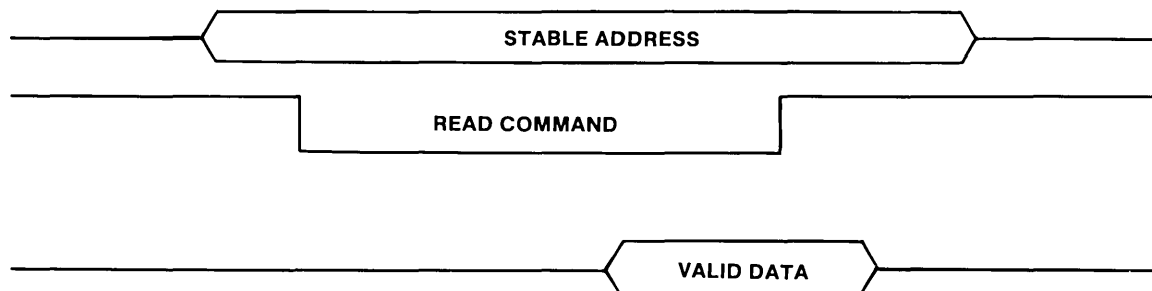 STABLE ADDRESS
READ COMMAND
VALID DATA